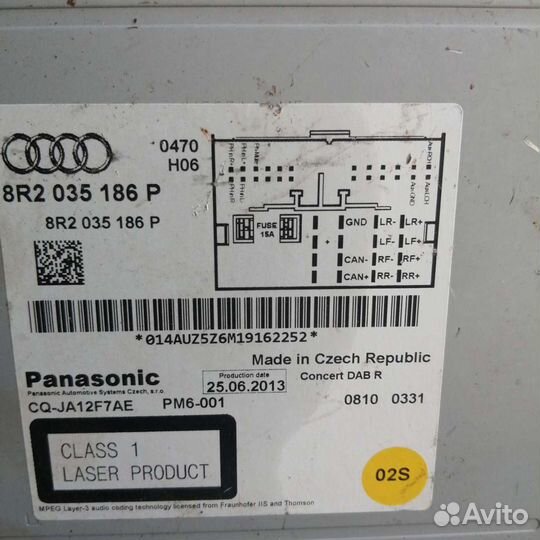 0470
H06
8R2 035 186 P
8R2 035 186 P
FUSE
15A
+
GND LR- LR+
LF- LF+
CAN- RF- RF+
CAN+ RR- RR+
*014AUZ5Z6M19162252*
Made in Czech Republic
Panasonic
Panasonic Automotive Systems Czech, s.r.o.
Production date
25.06.2013
Concert DAB R
CQ-JA12F7AE
PM6-001
0810 0331
CLASS 1
LASER PRODUCT
02S
MPEG Layer-3 audio coding technology licensed from Fraunhofer IIS and Thomson
Avito